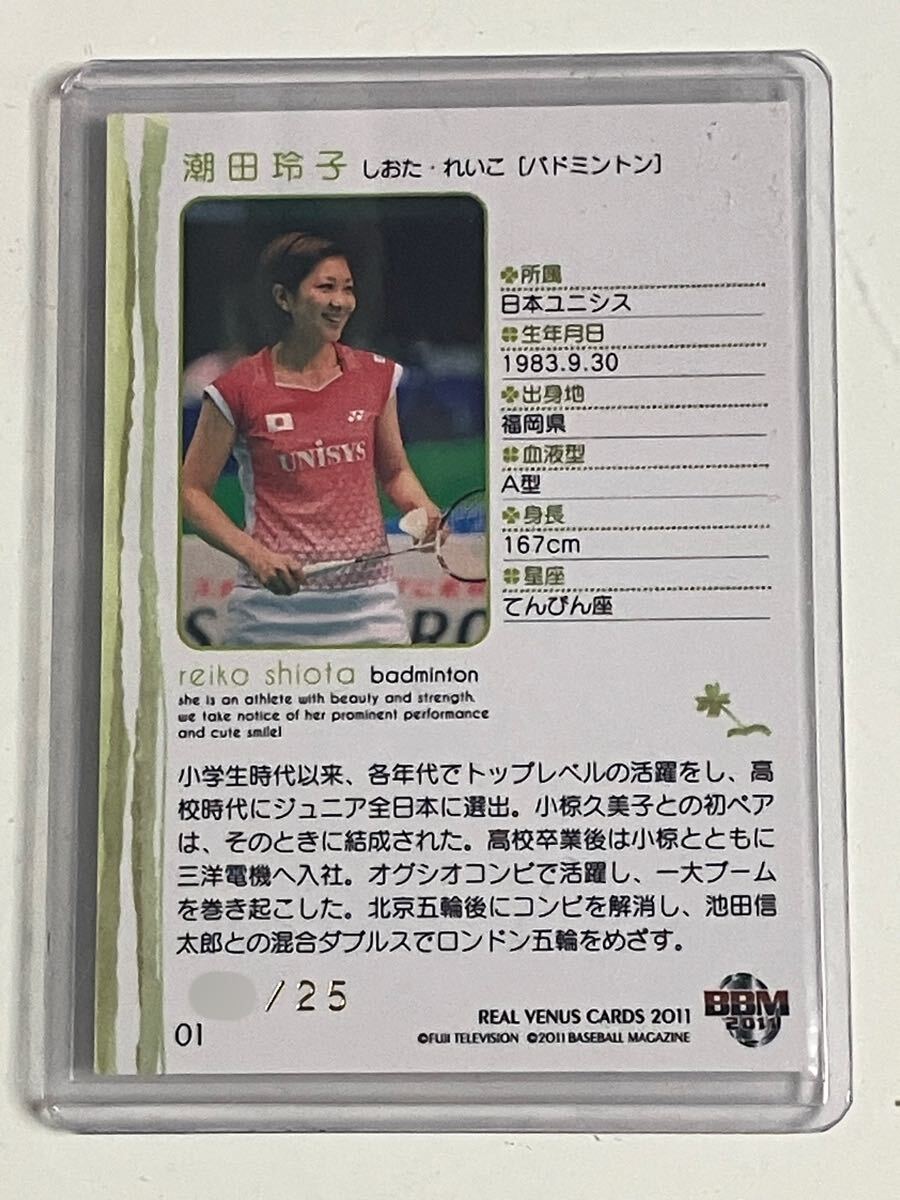 潮田玲子 しおた・れいこ [バドミントン]
UNiSYS
所属
日本ユニシス
生年月日
1983.9.30
出身地
福岡県
血液型
A型
身長
167cm
星座
てんびん座
reiko shiota badminton
she is an athlete with beauty and strength.
we take notice of her prominent performance
and cute smile!
小学生時代以来、各年代でトップレベルの活躍をし、高
校時代にジュニア全日本に選出。小椋久美子との初ペア
は、そのときに結成された。高校卒業後は小椋とともに
三洋電機へ入社。オグシオコンビで活躍し、一大ブーム
を巻き起こした。北京五輪後にコンビを解消し、池田信
太郎との混合ダブルスでロンドン五輪をめざす。
/25
01
REAL VENUS CARDS 2011
©FUJI TELEVISION ©2011 BASEBALL MAGAZINE
BBM
2011